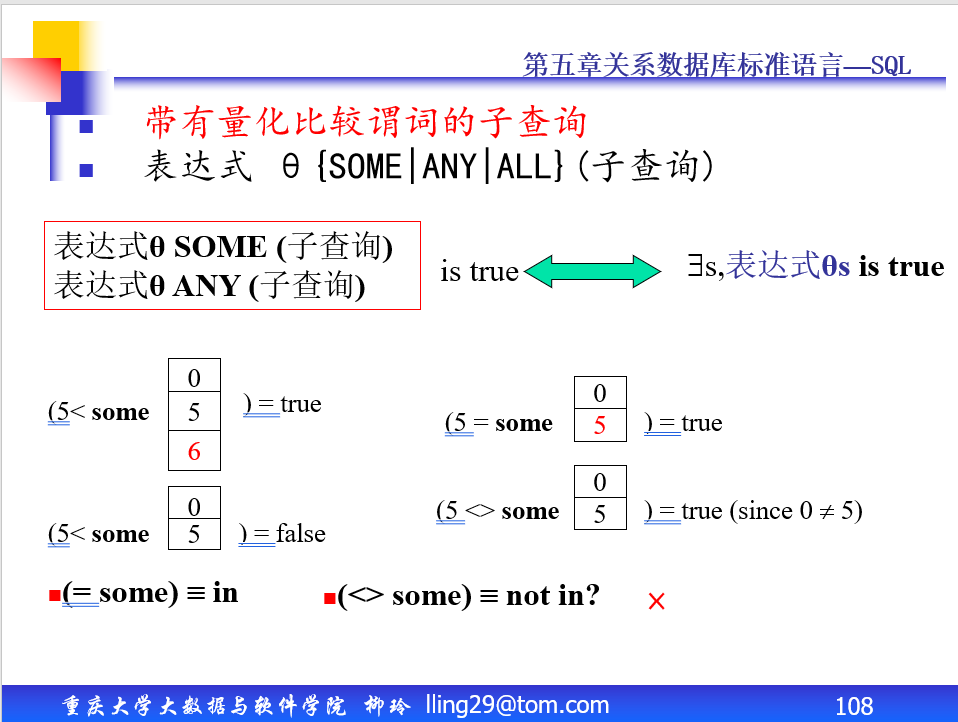 第五章关系数据库标准语言—SQL
带有量化比较谓词的子查询
表达式 θ {SOME|ANY|ALL}(子查询)
表达式θ SOME (子查询)
表达式θ ANY (子查询)
is true
∃s,表达式θs is true
(5< some
0
5
6
) = true
(5 = some
0
5
) = true
(5< some
0
5
) = false
(5 <> some
0
5
) = true (since 0 ≠ 5)
(= some) ≡ in
(<> some) ≡ not in?
×
重庆大学大数据与软件学院 柳玲 lling29@tom.com
108